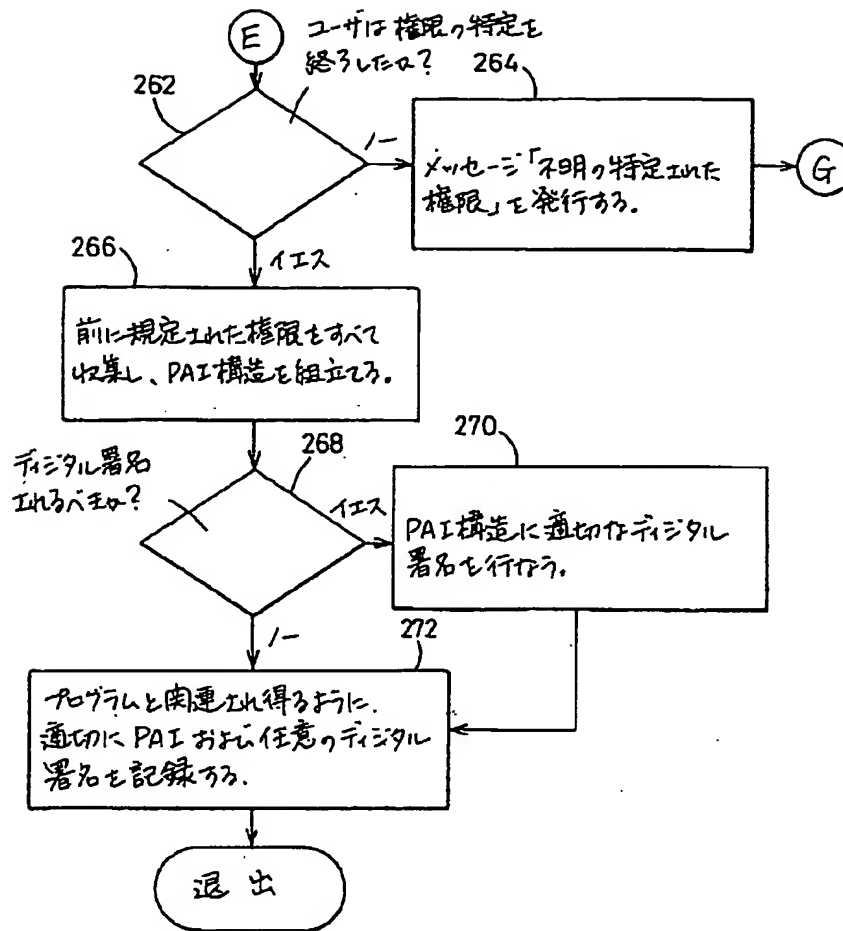 E
ユーザは権限の特定を
終了したか?
262
264
ノー
メッセージ「不明の特定された
権限」を発行する。
G
イエス
266
前に規定された権限をすべて
収集し、PAI構造を組立てる。
ディジタル署名
されるべきか?
268
イエス
270
PAI構造に適切なディジタル
署名を行なう。
ノー
272
プログラムと関連され得るように、
適切にPAIおよび任意のディジタル
署名を記録する.
退出